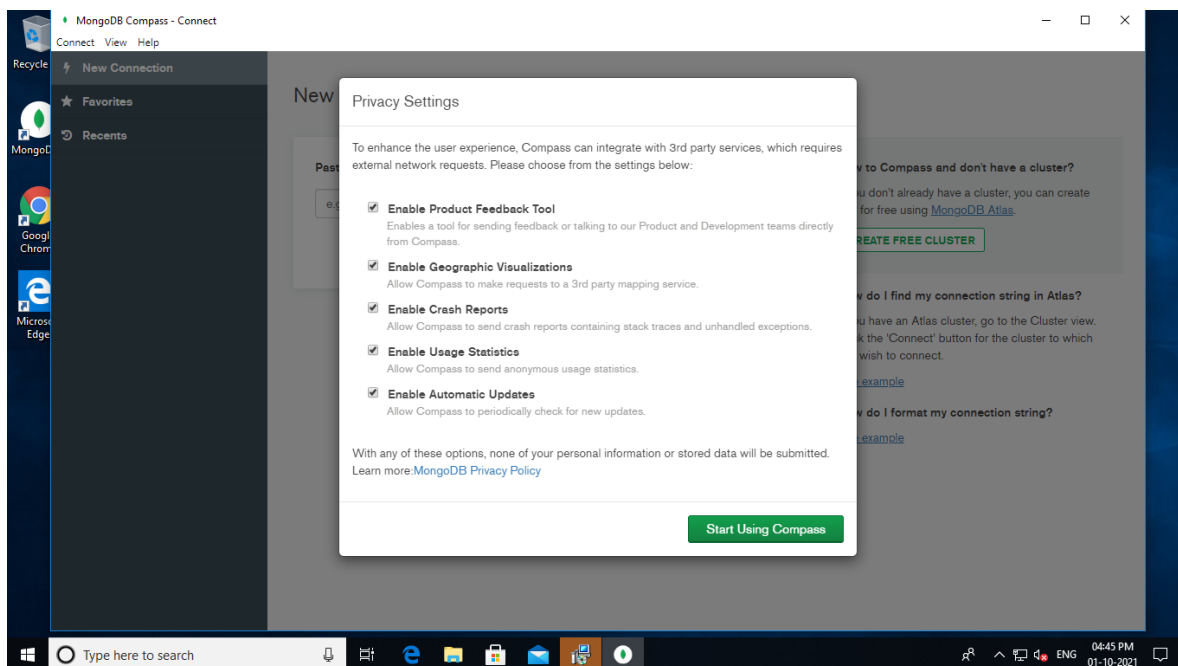 MongoDB Compass - Connect
Connect View Help
Recycle
MongoD
Googl
Chrom
Micros
Edge
New Connection
Favorites
Recents
New
Past
e.g
Privacy Settings
To enhance the user experience, Compass can integrate with 3rd party services, which requires
external network requests. Please choose from the settings below:
Enable Product Feedback Tool
Enables a tool for sending feedback or talking to our Product and Development teams directly
from Compass.
Enable Geographic Visualizations
Allow Compass to make requests to a 3rd party mapping service.
Enable Crash Reports
Allow Compass to send crash reports containing stack traces and unhandled exceptions.
Enable Usage Statistics
Allow Compass to send anonymous usage statistics.
Enable Automatic Updates
Allow Compass to periodically check for new updates.
With any of these options, none of your personal information or stored data will be submitted.
Learn more:MongoDB Privacy Policy
Start Using Compass
w to Compass and don't have a cluster?
u don't already have a cluster, you can create
for free using MongoDB Atlas.
REATE FREE CLUSTER
w do I find my connection string in Atlas?
u have an Atlas cluster, go to the Cluster view.
k the 'Connect' button for the cluster to which
wish to connect.
example
w do I format my connection string?
example
Type here to search
ENG
04:45 PM
01-10-2021